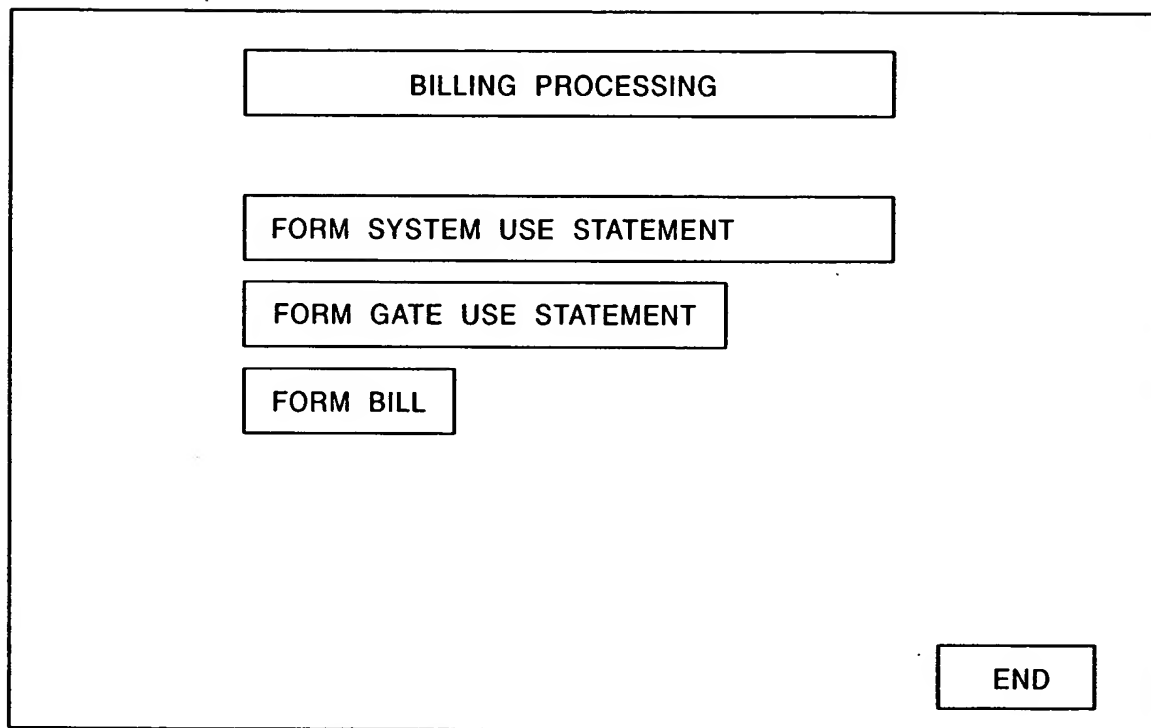 BILLING PROCESSING
FORM SYSTEM USE STATEMENT
FORM GATE USE STATEMENT
FORM BILL
END